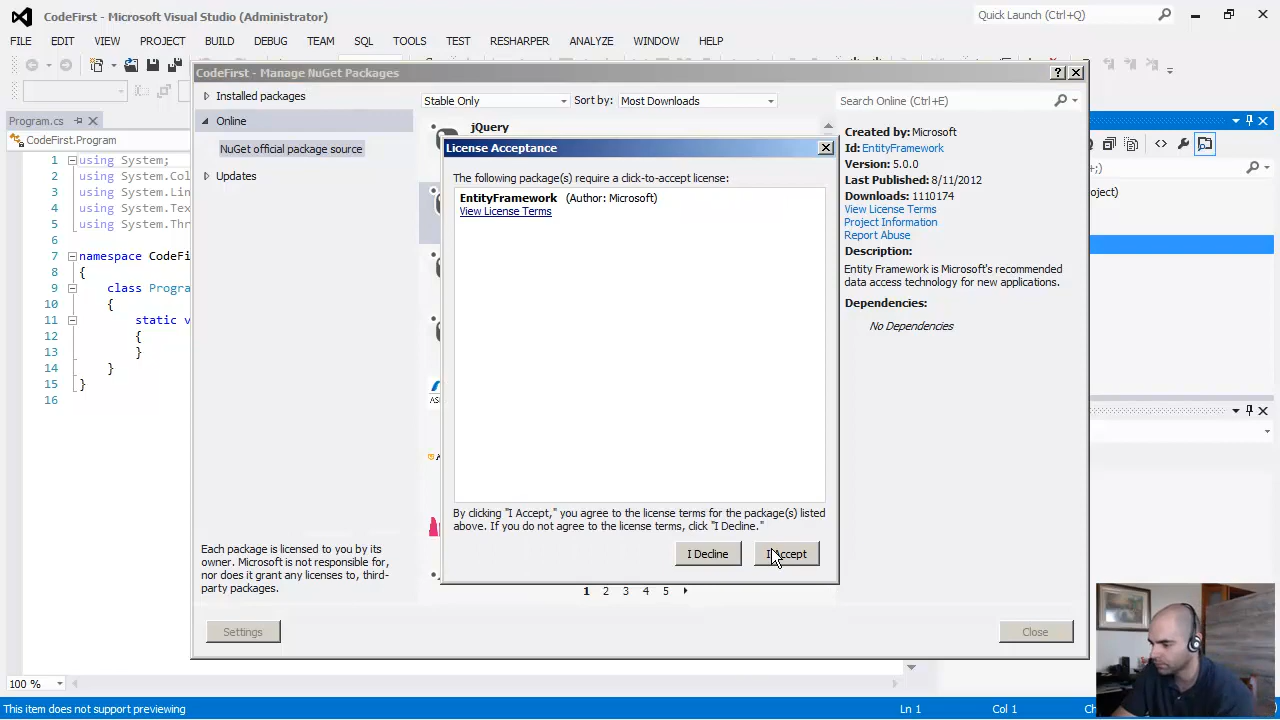 CodeFirst - Microsoft Visual Studio (Administrator)
Quick Launch (Ctrl+Q)
FILE EDIT VIEW PROJECT BUILD DEBUG TEAM SQL TOOLS TEST RESHARPER ANALYZE WINDOW HELP
CodeFirst - Manage NuGet Packages
?
Installed packages
Online
NuGet official package source
Updates
Stable Only
Sort by: Most Downloads
Search Online (Ctrl+E)
jQuery
License Acceptance
The following package(s) require a click-to-accept license:
EntityFramework (Author: Microsoft)
View License Terms
By clicking "I Accept," you agree to the license terms for the package(s) listed
above. If you do not agree to the license terms, click "I Decline."
I Decline
I Accept
Created by: Microsoft
Id: EntityFramework
Version: 5.0.0
Last Published: 8/11/2012
Downloads: 1110174
View License Terms
Project Information
Report Abuse
Description:
Entity Framework is Microsoft's recommended
data access technology for new applications.
Dependencies:
No Dependencies
Each package is licensed to you by its
owner. Microsoft is not responsible for,
nor does it grant any licenses to, third-
party packages.
1 2 3 4 5
Settings
Close
Program.cs
CodeFirst.Program
1 using System;
2 using System.Col
3 using System.Lin
4 using System.Tex
5 using System.Thr
6
7 namespace CodeFi
8 {
9 class Progra
10 {
11 static v
12 {
13 }
14 }
15 }
16
100 %
This item does not support previewing
Ln 1
Col 1